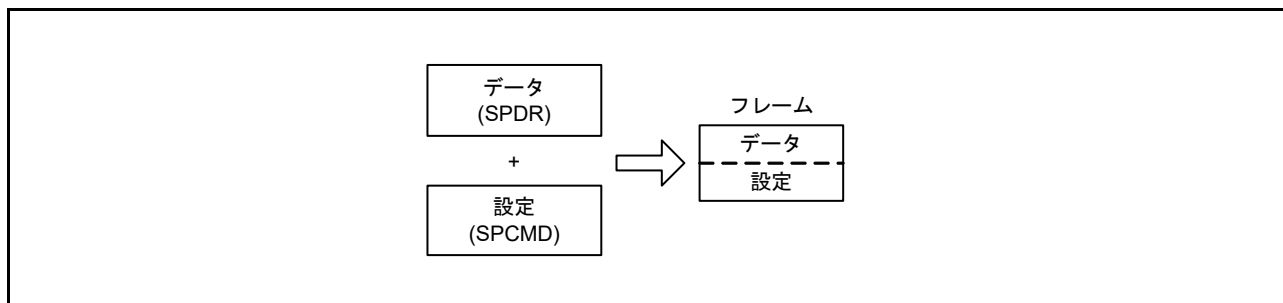 データ
(SPDR)
+
設定
(SPCMD)
フレーム
データ
設定